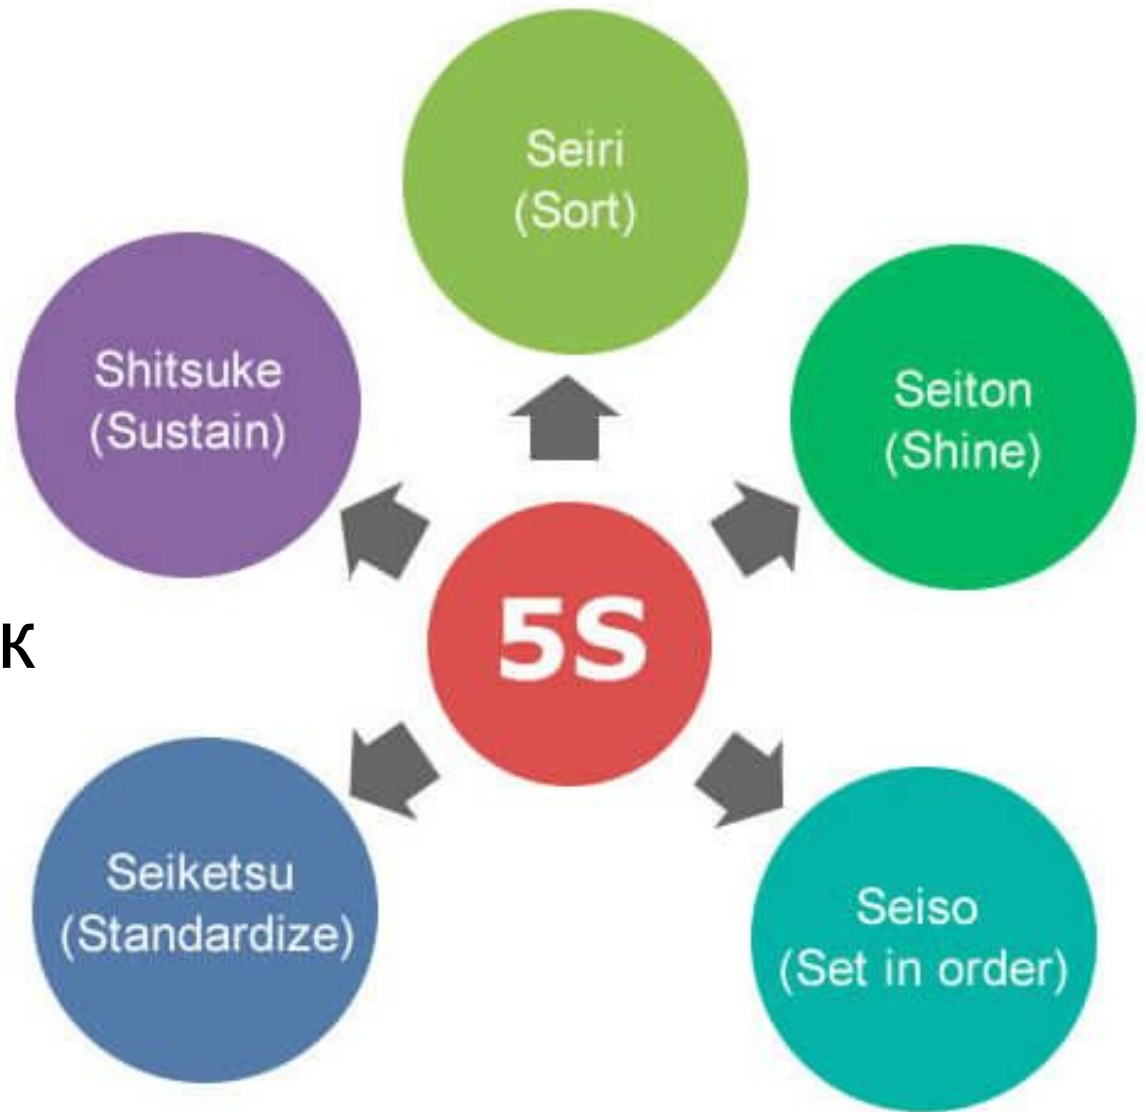 Seiri
(Sort)
Shitsuke
(Sustain)
Seiton
(Shine)
5S
к
Seiketsu
(Standardize)
Seiso
(Set in order)